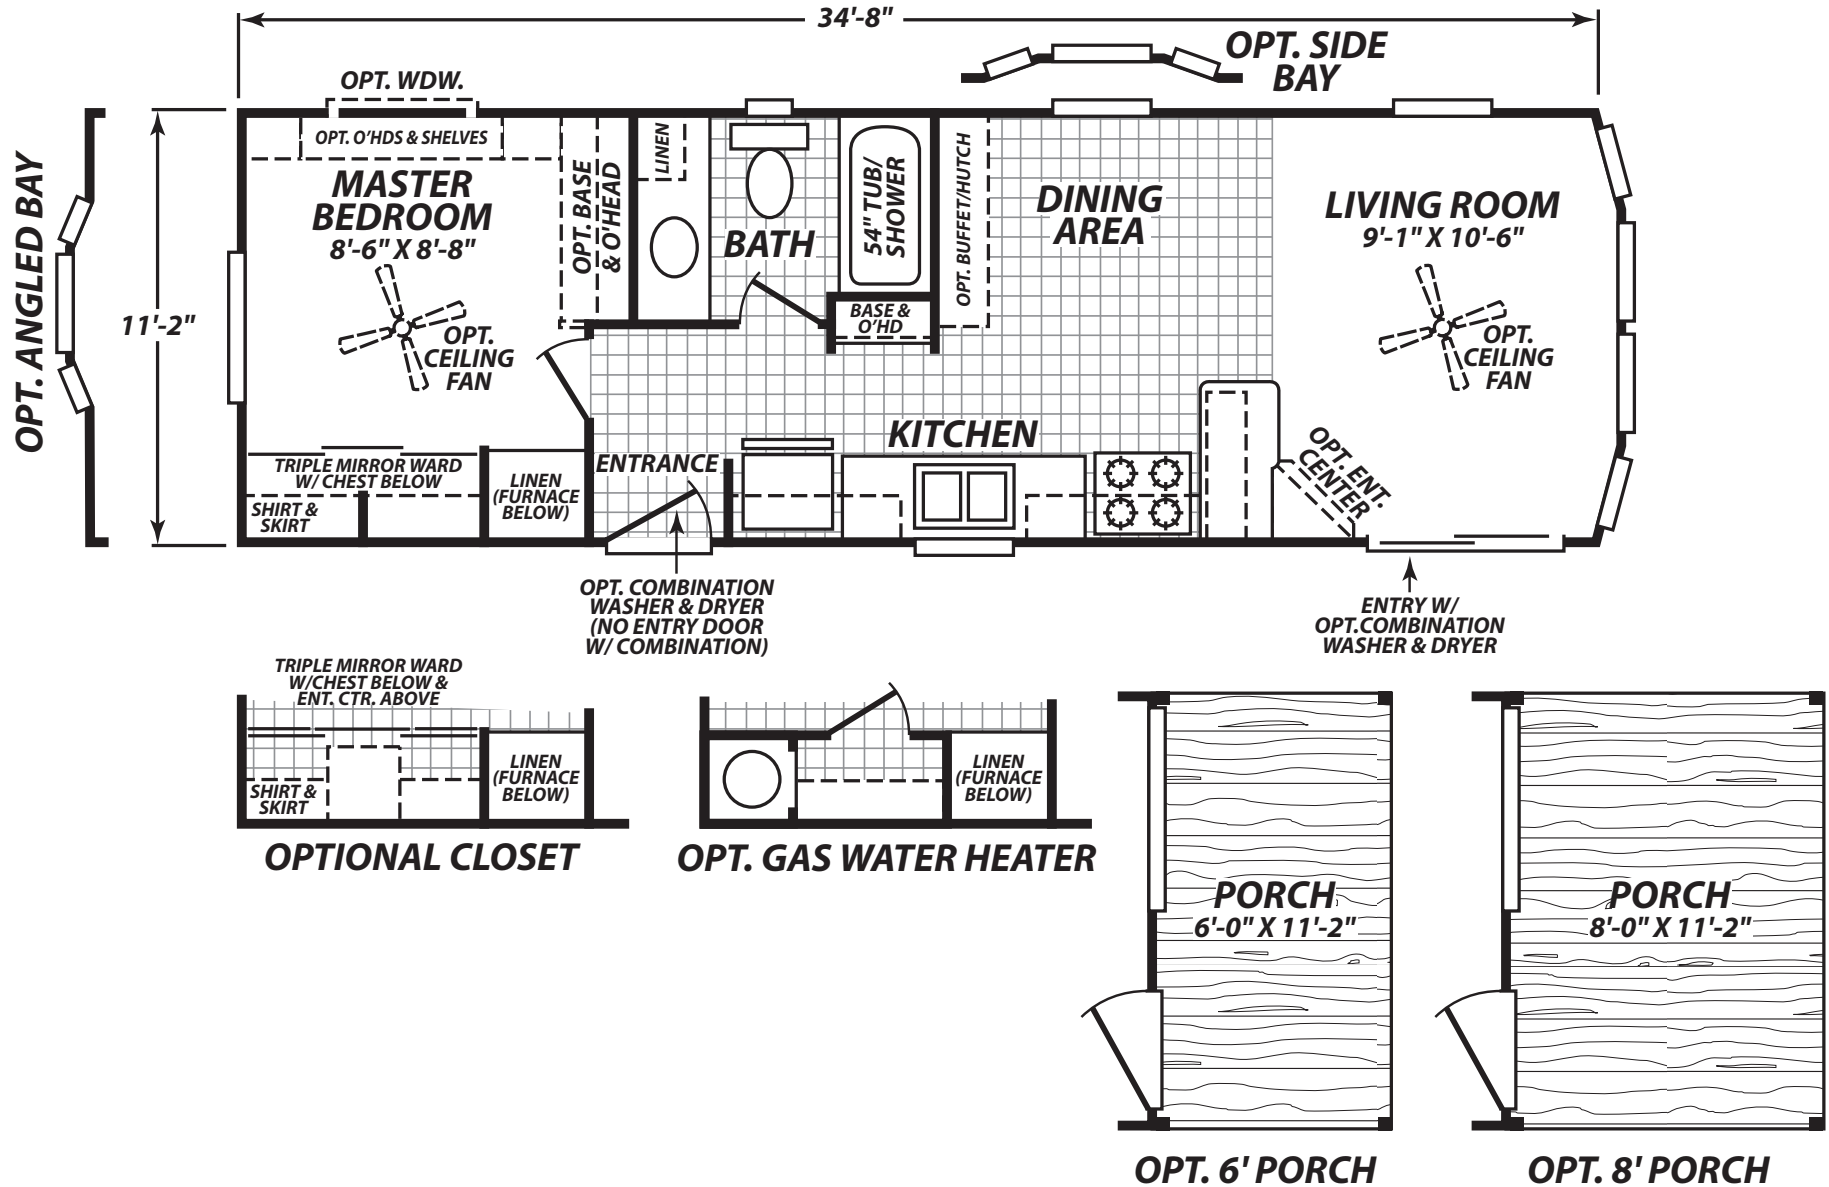 34'-8"
OPT. SIDE
BAY
OPT. WDW.
OPT. O'HDS & SHELVES
MASTER
BEDROOM
8'-6" X 8'-8"
OPT. BASE
& O'HEAD
LINEN
BATH
54" TUB/
SHOWER
BASE &
O'HD
OPT. BUFFET/HUTCH
DINING
AREA
LIVING ROOM
9'-1" X 10'-6"
OPT. ANGLED BAY
11'-2"
OPT.
CEILING
FAN
OPT.
CEILING
FAN
KITCHEN
ENTRANCE
OPT. ENT.
CENTER
TRIPLE MIRROR WARD
W/ CHEST BELOW
SHIRT &
SKIRT
LINEN
(FURNACE
BELOW)
OPT. COMBINATION
WASHER & DRYER
(NO ENTRY DOOR
W/ COMBINATION)
ENTRY W/
OPT.COMBINATION
WASHER & DRYER
TRIPLE MIRROR WARD
W/CHEST BELOW &
ENT. CTR. ABOVE
SHIRT &
SKIRT
LINEN
(FURNACE
BELOW)
OPTIONAL CLOSET
LINEN
(FURNACE
BELOW)
OPT. GAS WATER HEATER
PORCH
6'-0" X 11'-2"
OPT. 6' PORCH
PORCH
8'-0" X 11'-2"
OPT. 8' PORCH